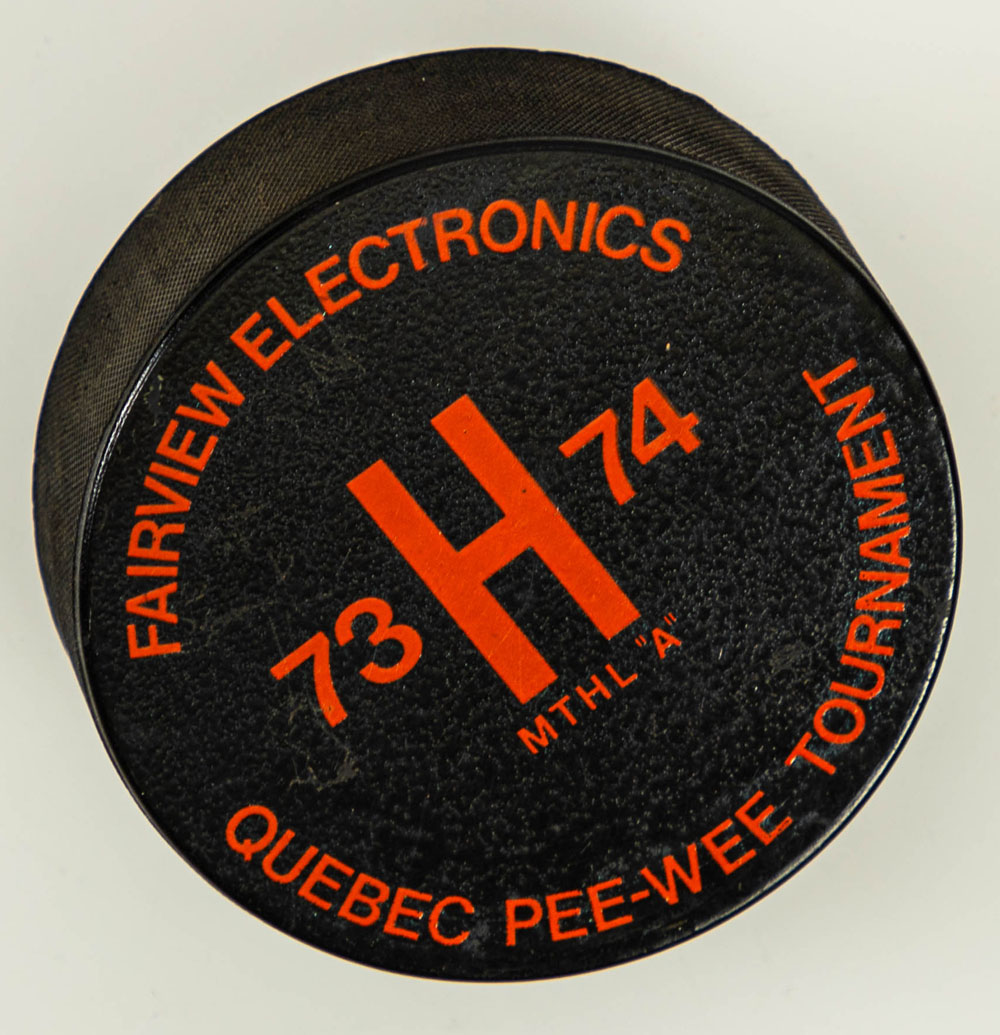 FAIRVIEW ELECTRONICS
73 H 74
MTHL "A"
QUEBEC PEE-WEE TOURNAMENT